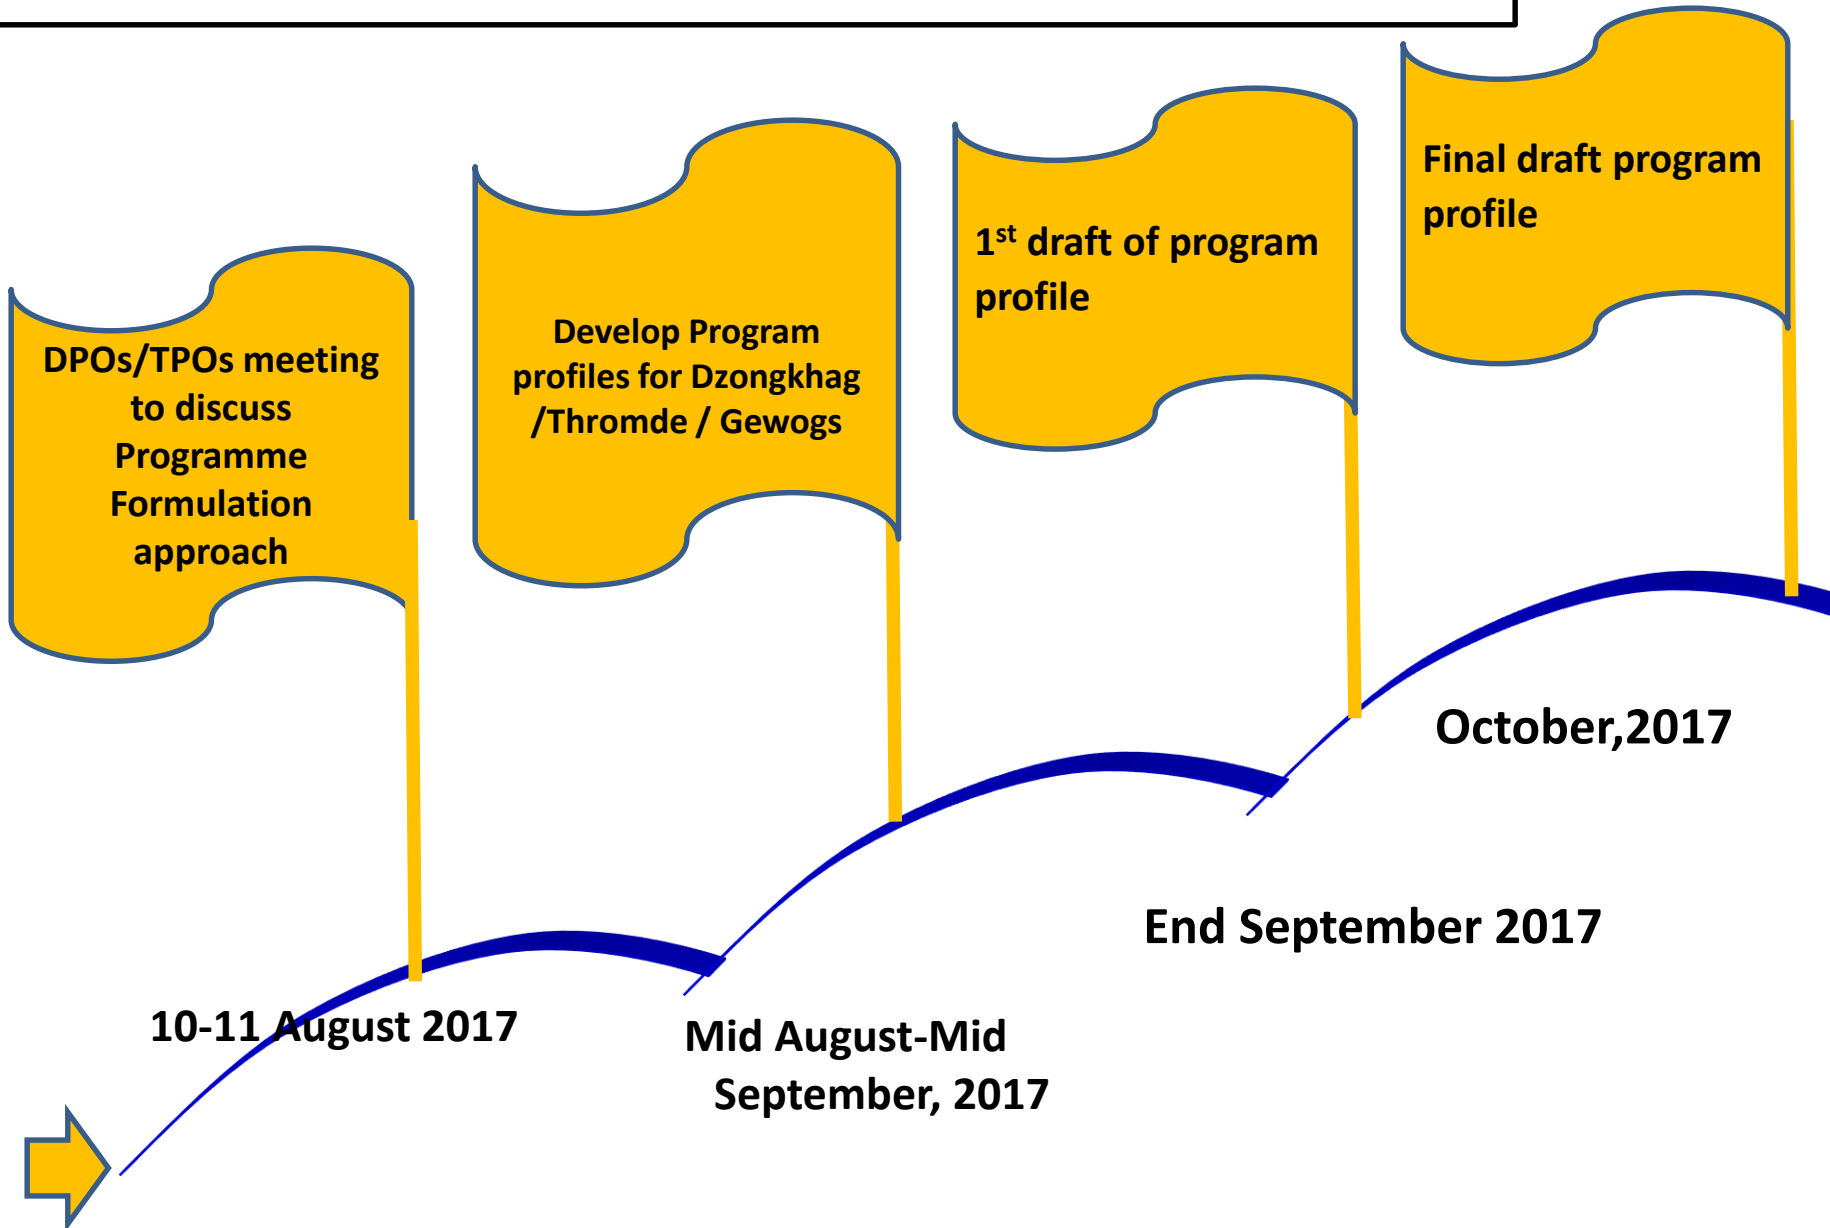 DPOs/TPOs meeting
to discuss
Programme
Formulation
approach
Develop Program
profiles for Dzongkhag
/Thromde / Gewogs
1st draft of program
profile
Final draft program
profile
10-11 August 2017
Mid August-Mid
September, 2017
End September 2017
October,2017